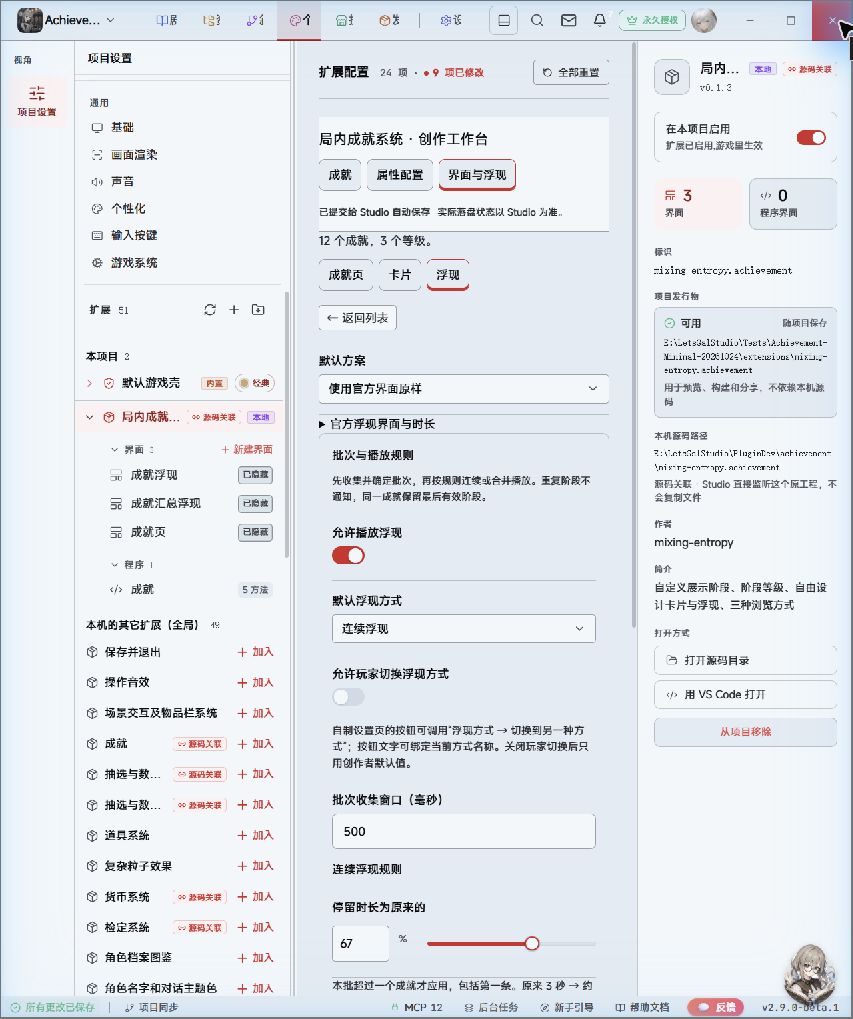 Achieve...
永久授权
视角
项目设置
项目设置
通用
基础
画面渲染
声音
个性化
输入按键
游戏系统
扩展 51
本项目 2
默认游戏壳 内置 经典
局内成就... 源码关联 本地
界面 3 + 新建界面
成就浮现 已隐藏
成就汇总浮现 已隐藏
成就页 已隐藏
程序 1
成就 5 方法
本机的其它扩展（全局） 49
保存并退出 + 加入
操作音效 + 加入
场景交互及物品栏系统 + 加入
成就 源码关联 + 加入
抽选与数... 源码关联 + 加入
抽选与数... 源码关联 + 加入
道具系统 + 加入
复杂粒子效果 + 加入
货币系统 源码关联 + 加入
检定系统 源码关联 + 加入
角色档案图鉴 + 加入
角色名字和对话主题色 + 加入
扩展配置 24 项 · 9 项已修改 全部重置
局内成就系统 · 创作工作台
成就 属性配置 界面与浮现
已提交给 Studio 自动保存 实际落盘状态以 Studio 为准。
12 个成就，3 个等级。
成就页 卡片 浮现
← 返回列表
默认方案
使用官方界面原样
官方浮现界面与时长
批次与播放规则
先收集并确定批次，再按规则连续或合并播放。重复阶段不
通知，同一成就保留最后有效阶段。
允许播放浮现
默认浮现方式
连续浮现
允许玩家切换浮现方式
自制设置页的按钮可调用“浮现方式 → 切换到另一种方
式”；按钮文字可绑定当前方式名称。关闭玩家切换后只
用创作者默认值。
批次收集窗口（毫秒）
500
连续浮现规则
停留时长为原来的
67 %
本批超过一个成就才应用，包括第一条。原来 3 秒 → 约
局内... 本地 源码关联
v0.1.3
在本项目启用
扩展已启用,游戏里生效
3
界面
0
程序界面
标识
mixing-entropy.achievement
项目发行物
可用 随项目保存
E:\LetsGalStudio\Tests\Achievement-
Minimal-20261024\extensions\mixing-
entropy.achievement
用于预览、构建和分享，不依赖本机源
码
本机源码路径
E:\LetsGalStudio\PluginDev\achievement
\mixing-entropy.achievement
源码关联 · Studio 直接监听这个原工程，不
会复制文件
作者
mixing-entropy
简介
自定义展示阶段、阶段等级、自由设
计卡片与浮现、三种浏览方式
打开方式
打开源码目录
用 VS Code 打开
从项目移除
所有更改已保存 项目同步 MCP 12 后台任务 新手引导 帮助文档 反馈 v2.9.0-beta.1